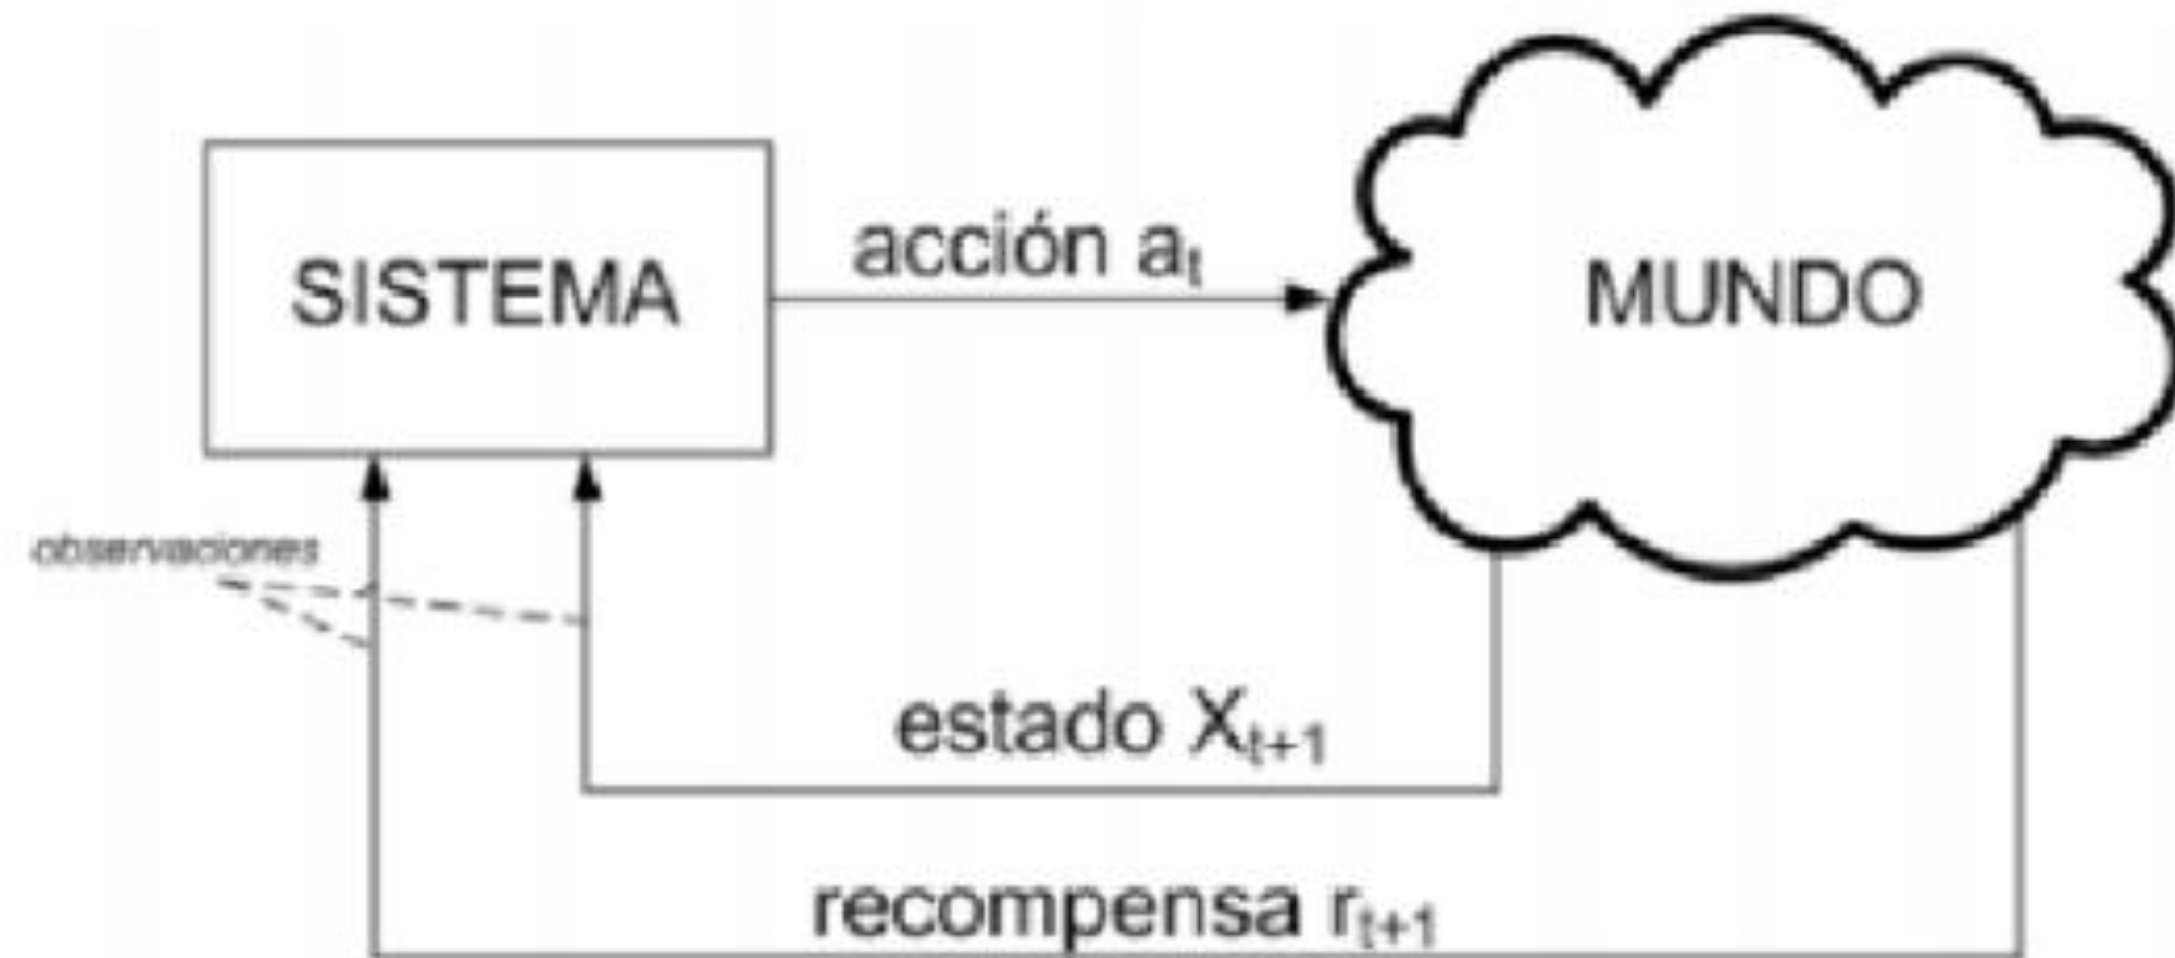 SISTEMA
acción aₜ
MUNDO
observaciones
estado Xₜ₊₁
recompensa rₜ₊₁